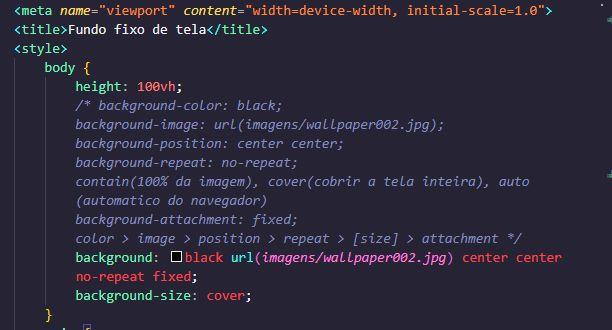 <meta name="viewport" content="width=device-width, initial-scale=1.0">
<title>Fundo fixo de tela</title>
<style>
body {
height: 100vh;
/* background-color: black;
background-image: url(imagens/wallpaper002.jpg);
background-position: center center;
background-repeat: no-repeat;
contain(100% da imagem), cover(cobrir a tela inteira), auto
(automatico do navegador)
background-attachment: fixed;
color > image > position > repeat > [size] > attachment */
background: black url(imagens/wallpaper002.jpg) center center
no-repeat fixed;
background-size: cover;
}